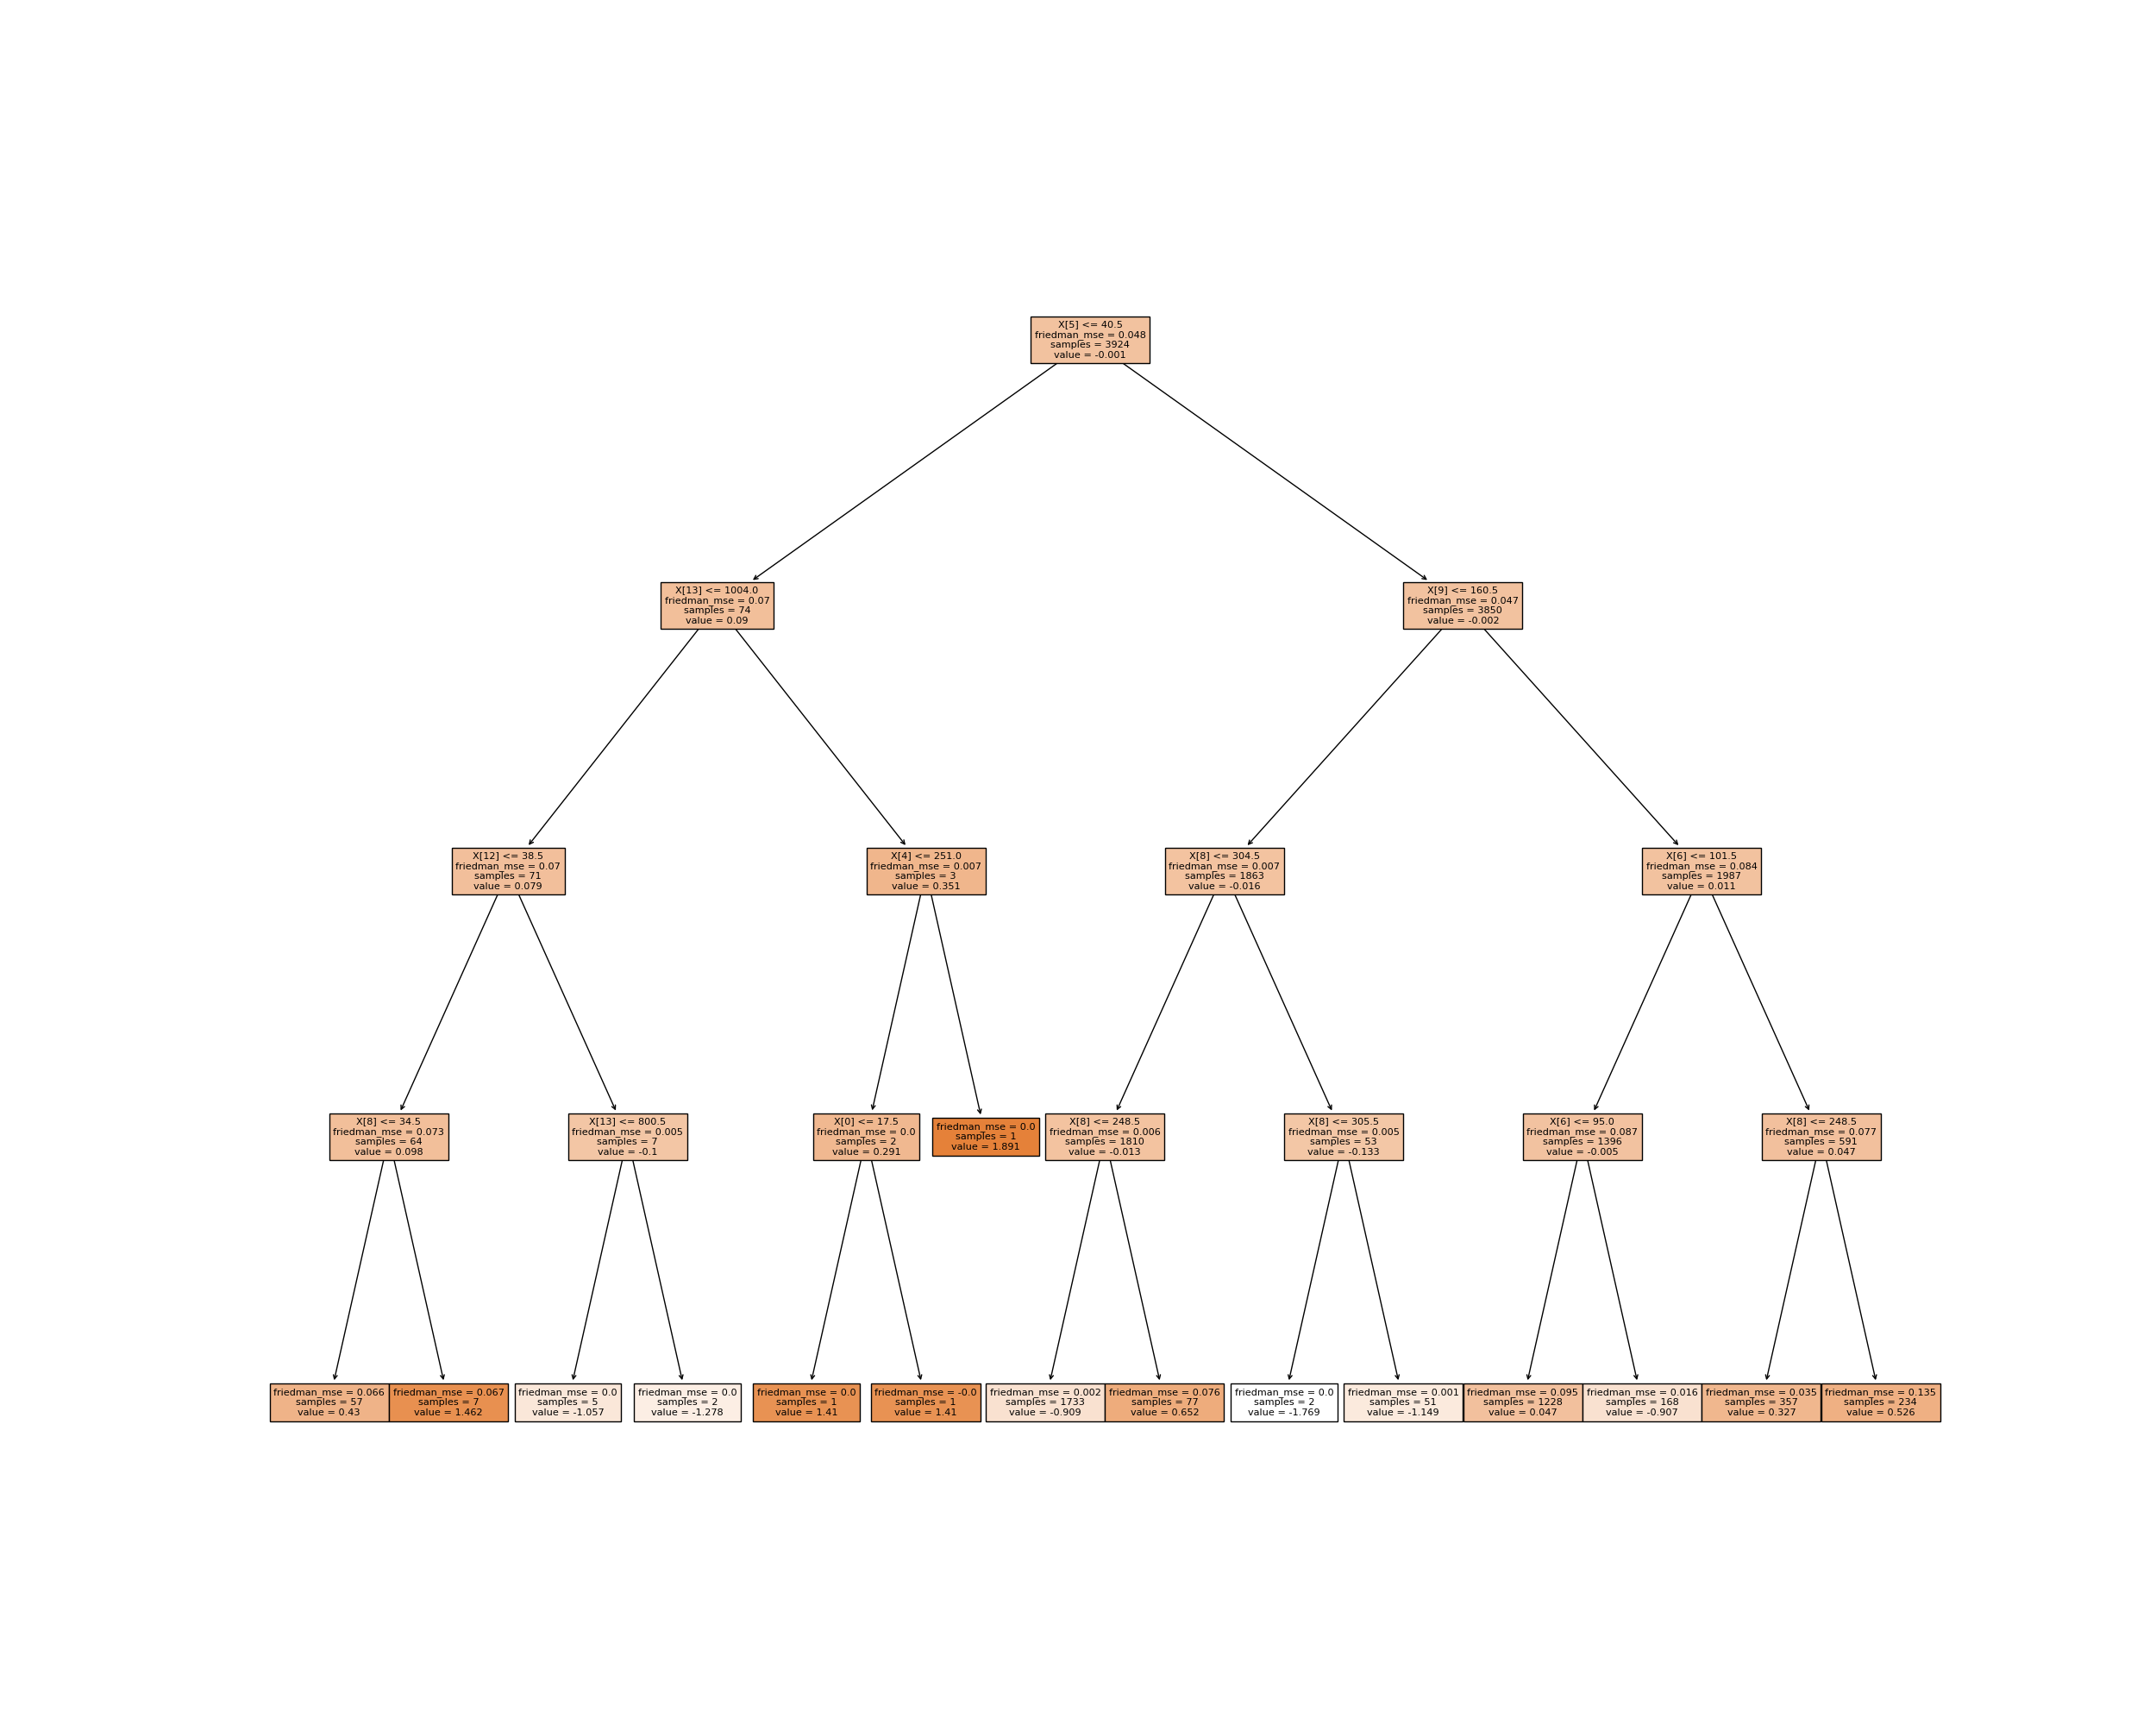 X[5] <= 40.5
friedman_mse = 0.048
samples = 3924
value = -0.001
X[13] <= 1004.0
friedman_mse = 0.07
samples = 74
value = 0.09
X[9] <= 160.5
friedman_mse = 0.047
samples = 3850
value = -0.002
X[12] <= 38.5
friedman_mse = 0.07
samples = 71
value = 0.079
X[4] <= 251.0
friedman_mse = 0.007
samples = 3
value = 0.351
X[8] <= 304.5
friedman_mse = 0.007
samples = 1863
value = -0.016
X[6] <= 101.5
friedman_mse = 0.084
samples = 1987
value = 0.011
X[8] <= 34.5
friedman_mse = 0.073
samples = 64
value = 0.098
X[13] <= 800.5
friedman_mse = 0.005
samples = 7
value = -0.1
X[0] <= 17.5
friedman_mse = 0.0
samples = 2
value = 0.291
friedman_mse = 0.0
samples = 1
value = 1.891
X[8] <= 248.5
friedman_mse = 0.006
samples = 1810
value = -0.013
X[8] <= 305.5
friedman_mse = 0.005
samples = 53
value = -0.133
X[6] <= 95.0
friedman_mse = 0.087
samples = 1396
value = -0.005
X[8] <= 248.5
friedman_mse = 0.077
samples = 591
value = 0.047
friedman_mse = 0.066
samples = 57
value = 0.43
friedman_mse = 0.067
samples = 7
value = 1.462
friedman_mse = 0.0
samples = 5
value = -1.057
friedman_mse = 0.0
samples = 2
value = -1.278
friedman_mse = 0.0
samples = 1
value = 1.41
friedman_mse = -0.0
samples = 1
value = 1.41
friedman_mse = 0.002
samples = 1733
value = -0.909
friedman_mse = 0.076
samples = 77
value = 0.652
friedman_mse = 0.0
samples = 2
value = -1.769
friedman_mse = 0.001
samples = 51
value = -1.149
friedman_mse = 0.095
samples = 1228
value = 0.047
friedman_mse = 0.016
samples = 168
value = -0.907
friedman_mse = 0.035
samples = 357
value = 0.327
friedman_mse = 0.135
samples = 234
value = 0.526